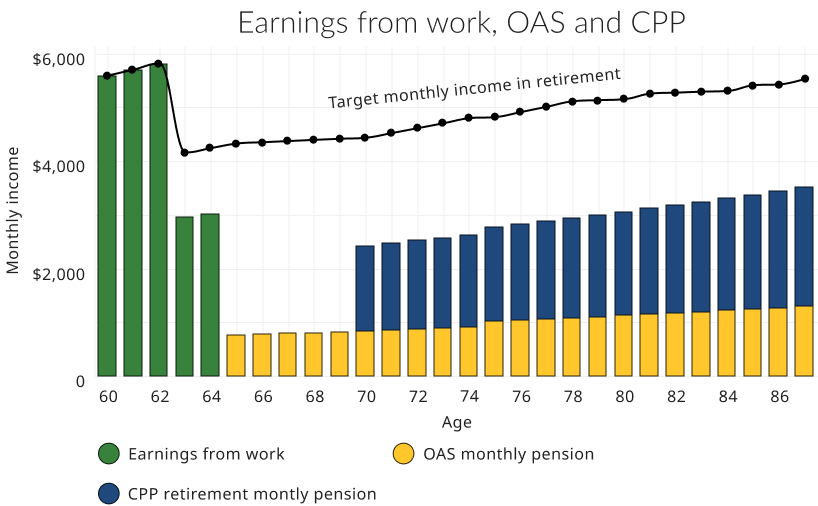 Earnings from work, OAS and CPP
$6,000
Target monthly income in retirement
$4,000
Monthly income
$2,000
0
60 62 64 66 68 70 72 74 76 78 80 82 84 86
Age
Earnings from work
OAS monthly pension
CPP retirement montly pension